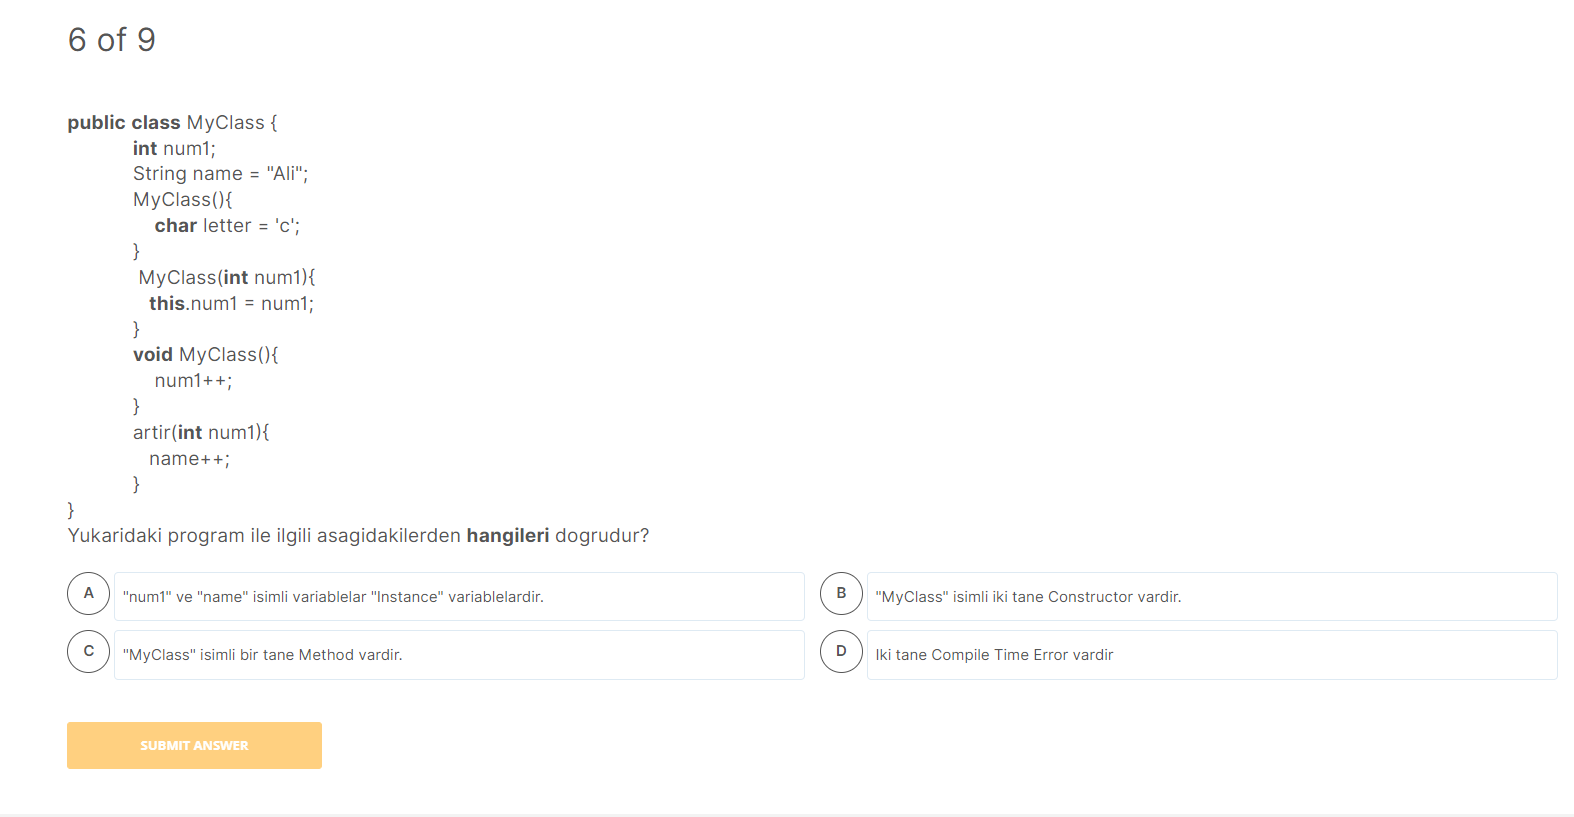 6 of 9
public class MyClass {
int num1;
String name = "Ali";
MyClass(){
char letter = 'c';
}
MyClass(int num1){
this.num1 = num1;
}
void MyClass(){
num1++;
}
artir(int num1){
name++;
}
}
Yukaridaki program ile ilgili asagidakilerden hangileri dogrudur?
A "num1" ve "name" isimli variablelar "Instance" variablelardir.
B "MyClass" isimli iki tane Constructor vardir.
C "MyClass" isimli bir tane Method vardir.
D Iki tane Compile Time Error vardir
SUBMIT ANSWER